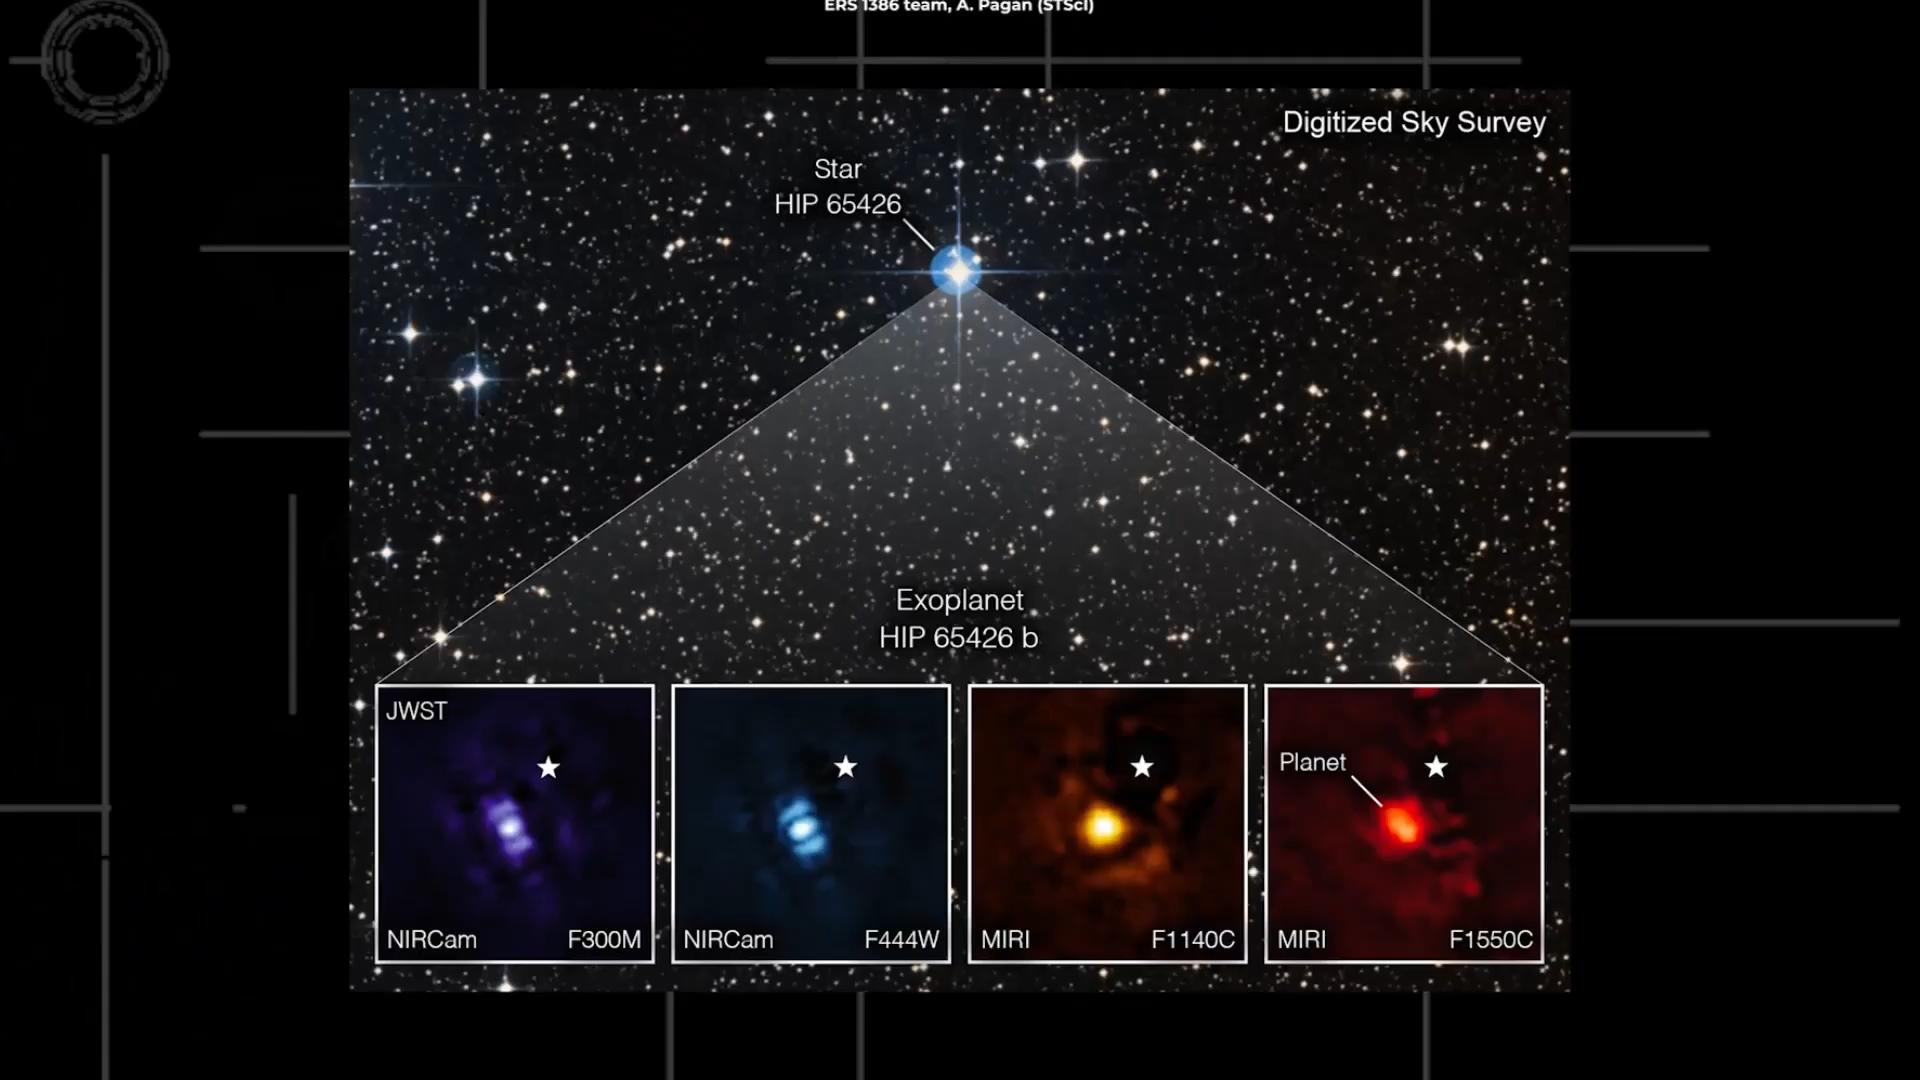 ERS 1386 team, A. Pagan (STScI)
Digitized Sky Survey
Star
HIP 65426
Exoplanet
HIP 65426 b
JWST
NIRCam F300M
NIRCam F444W
MIRI F1140C
Planet
MIRI F1550C